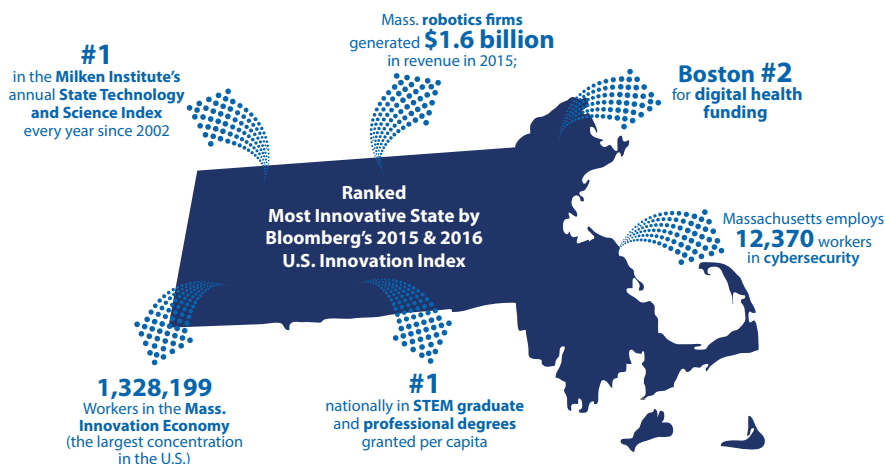 #1
in the Milken Institute's
annual State Technology
and Science Index
every year since 2002
Mass. robotics firms
generated $1.6 billion
in revenue in 2015;
Boston #2
for digital health
funding
Ranked
Most Innovative State by
Bloomberg's 2015 & 2016
U.S. Innovation Index
Massachusetts employs
12,370 workers
in cybersecurity
1,328,199
Workers in the Mass.
Innovation Economy
(the largest concentration
in the U.S.)
#1
nationally in STEM graduate
and professional degrees
granted per capita